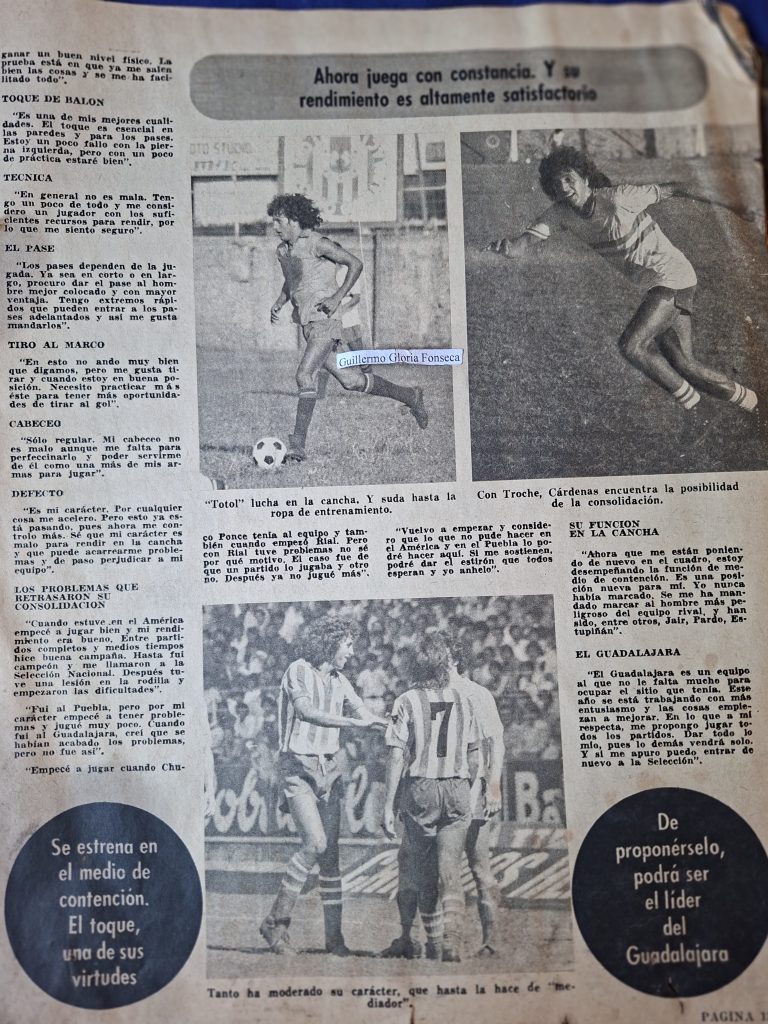 Ahora juega con constancia. Y su
rendimiento es altamente satisfactorio
ganar un buen nivel físico. La
prueba está en que ya me salen
bien las cosas y se me ha faci-
litado todo".
TOQUE DE BALON
"Es una de mis mejores cuali-
dades. El toque es esencial en
las paredes y para los pases.
Estoy un poco fallo con la pier-
na izquierda, pero con un poco
de práctica estaré bien".
TECNICA
"En general no es mala. Ten-
go un poco de todo y me consi-
dero un jugador con los sufi-
cientes recursos para rendir, por
lo que me siento seguro".
EL PASE
"Los pases dependen de la ju-
gada. Ya sea en corto o en lar-
go, procuro dar el pase al hom-
bre mejor colocado y con mayor
ventaja. Tengo extremos rápi-
dos que pueden entrar a los pa-
ses adelantados y así me gusta
mandarlos".
TIRO AL MARCO
"En esto no ando muy bien
que digamos, pero me gusta ti-
rar y cuando estoy en buena po-
sición. Necesito practicar más
éste para tener más oportunida-
des de tirar al gol".
CABECEO
"Sólo regular. Mi cabeceo no
es malo aunque me falta para
perfeccinarlo y poder servirme
de él como una más de mis ar-
mas para jugar".
DEFECTO
"Es mi carácter. Por cualquier
cosa me acelero. Pero esto ya es-
tá pasando, pues ahora me con-
trolo más. Sé que mi carácter es
malo para rendir en la cancha
y que puede acarrearme proble-
mas y de paso perjudicar a mi
equipo".
LOS PROBLEMAS QUE
RETRASARON SU
CONSOLIDACION
"Cuando estuve en el América
empecé a jugar bien y mi rendi-
miento era bueno. Entre parti-
dos completos y medios tiempos
hice buena campaña. Hasta fui
campeón y me llamaron a la
Selección Nacional. Después tu-
ve una lesión en la rodilla y
empezaron las dificultades".
"Fui al Puebla, pero por mi
carácter empecé a tener proble-
mas y jugué muy poco. Cuando
fui al Guadalajara, creí que se
habían acabado los problemas,
pero no fue así".
"Empecé a jugar cuando Chu-
Guillermo Gloria Fonseca
"Totol" lucha en la cancha. Y suda hasta la
ropa de entrenamiento.
Con Troche, Cárdenas encuentra la posibilidad
de la consolidación.
co Ponce tenía al equipo y tam-
bién cuando empezó Rial. Pero
con Rial tuve problemas no sé
por qué motivo. El caso fue de
que un partido lo jugaba y otro
no. Después ya no jugué más".
"Vuelvo a empezar y conside-
ro que lo que no pude hacer en
el América y en el Puebla lo po-
dré hacer aquí. Si me sostienen,
podré dar el estirón que todos
esperan y yo anhelo".
SU FUNCION
EN LA CANCHA
"Ahora que me están ponien-
do de nuevo en el cuadro, estoy
desempeñando la función de me-
dio de contención. Es una posi-
ción nueva para mí. Yo nunca
había marcado. Se me ha man-
dado marcar al hombre más pe-
ligroso del equipo rival, y han
sido, entre otros, Jair, Pardo, Es-
tupiñán".
EL GUADALAJARA
"El Guadalajara es un equipo
al que no le falta mucho para
ocupar el sitio que tenía. Este
año se está trabajando con más
entusiasmo y las cosas empie-
zan a mejorar. En lo que a mí
respecta, me propongo jugar to-
dos los partidos. Dar todo lo
mío, pues lo demás vendrá solo.
Y si me apuro puedo entrar de
nuevo a la Selección".
7
Se estrena en
el medio de
contención.
El toque,
una de sus
virtudes
De
proponérselo,
podrá ser
el líder
del
Guadalajara
Tanto ha moderado su carácter, que hasta la hace de "me-
diador".
PAGINA